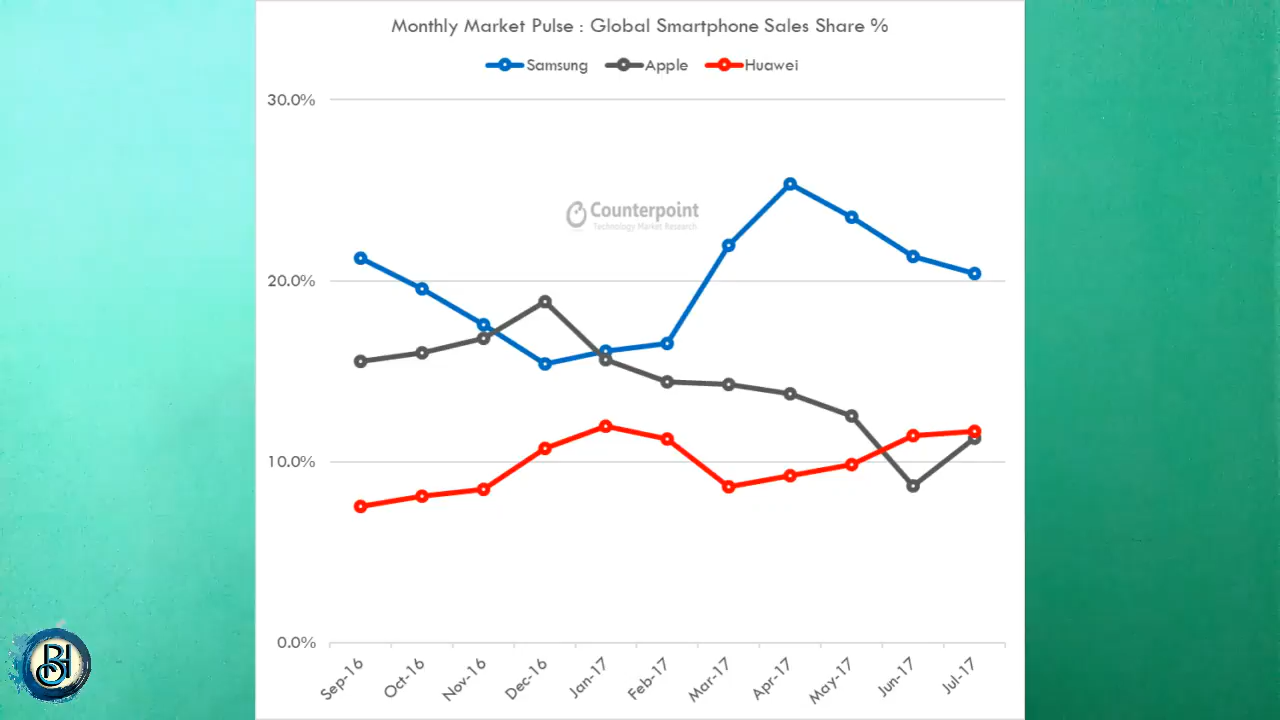 Monthly Market Pulse : Global Smartphone Sales Share %
Samsung Apple Huawei
30.0%
Counterpoint
Technology Market Research
20.0%
10.0%
0.0%
Sep-16 Oct-16 Nov-16 Dec-16 Jan-17 Feb-17 Mar-17 Apr-17 May-17 Jun-17 Jul-17